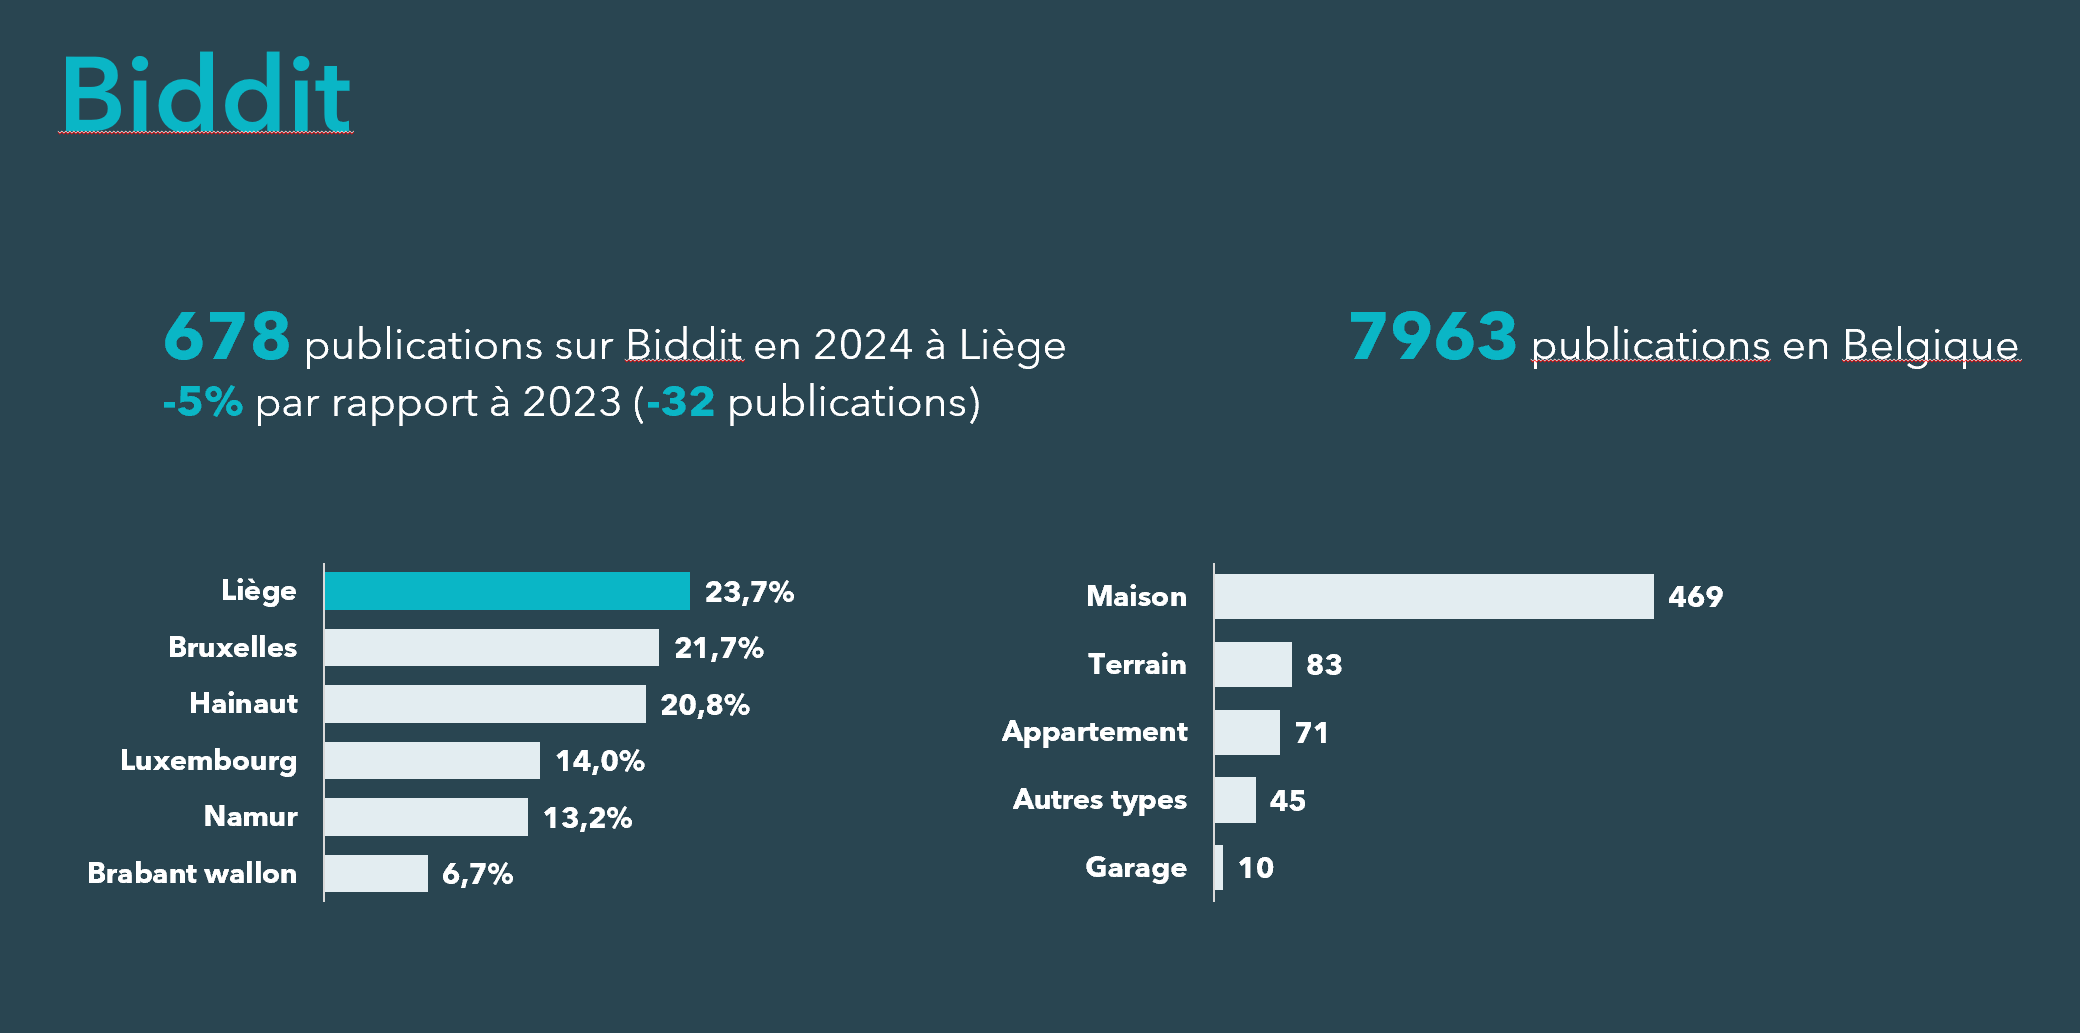 Biddit
678 publications sur Biddit en 2024 à Liège
-5% par rapport à 2023 (-32 publications)
7963 publications en Belgique
Liège 23,7%
Bruxelles 21,7%
Hainaut 20,8%
Luxembourg 14,0%
Namur 13,2%
Brabant wallon 6,7%
Maison 469
Terrain 83
Appartement 71
Autres types 45
Garage 10